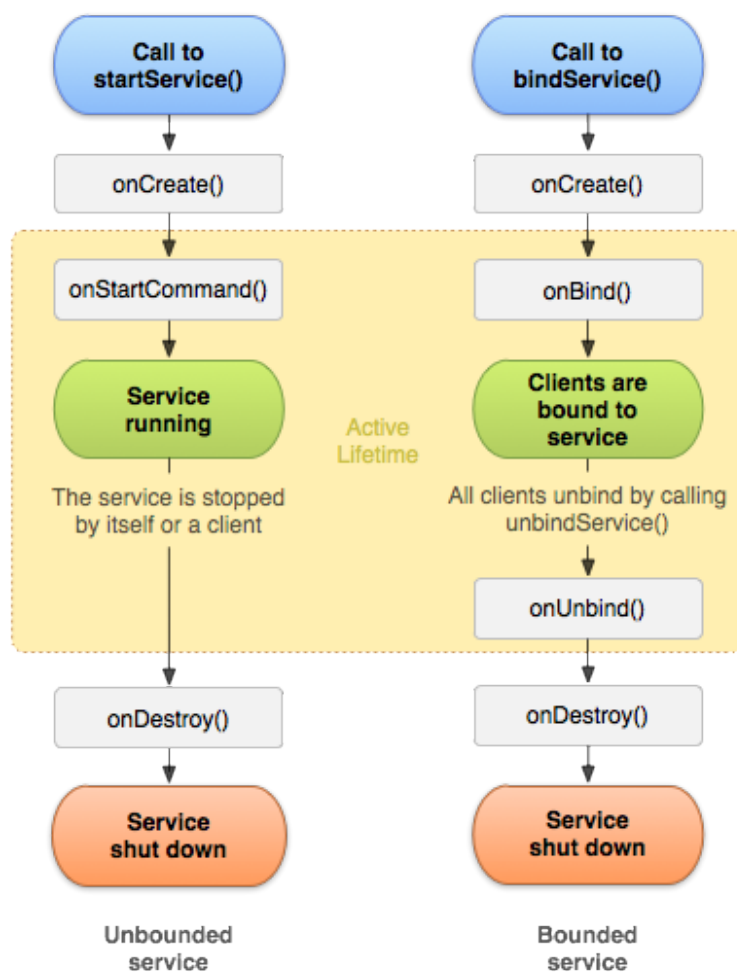 Call to
startService()
onCreate()
onStartCommand()
Service
running
The service is stopped
by itself or a client
onDestroy()
Service
shut down
Unbounded
service
Active
Lifetime
Call to
bindService()
onCreate()
onBind()
Clients are
bound to
service
All clients unbind by calling
unbindService()
onUnbind()
onDestroy()
Service
shut down
Bounded
service